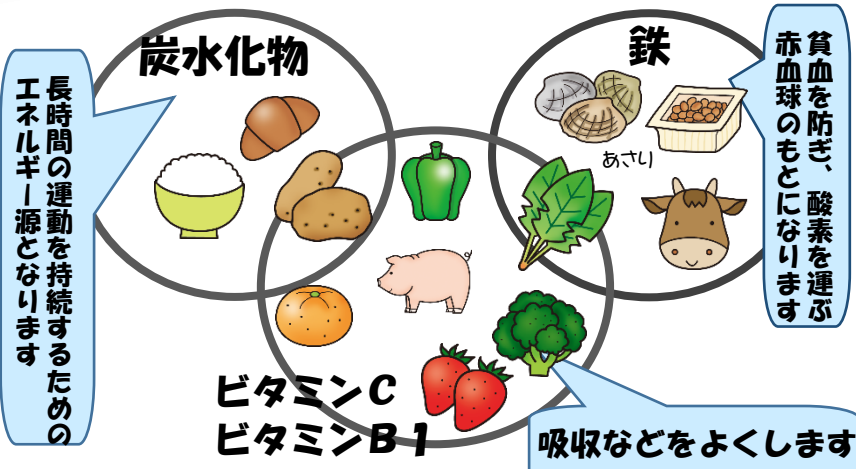 炭水化物
鉄
長時間の運動を持続するための
エネルギー源となります
貧血を防ぎ、酸素を運ぶ
赤血球のもとになります
あさり
ビタミンC
ビタミンB1
吸収などをよくします